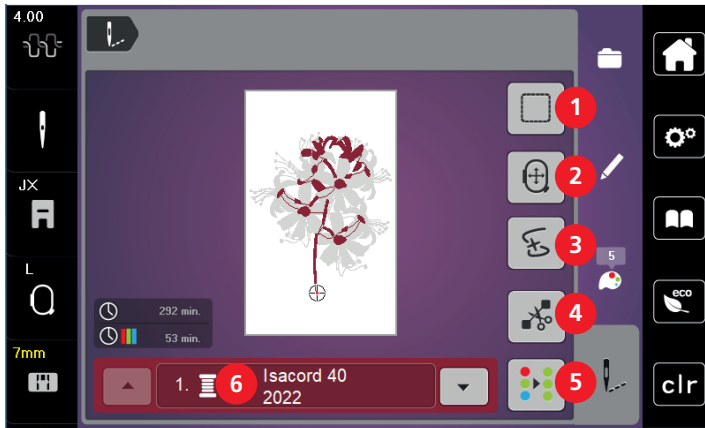 4.00
JX
L
7mm
292 min.
53 min.
1.
Isacord 40
2022
1
2
3
4
5
6
5
eco
clr